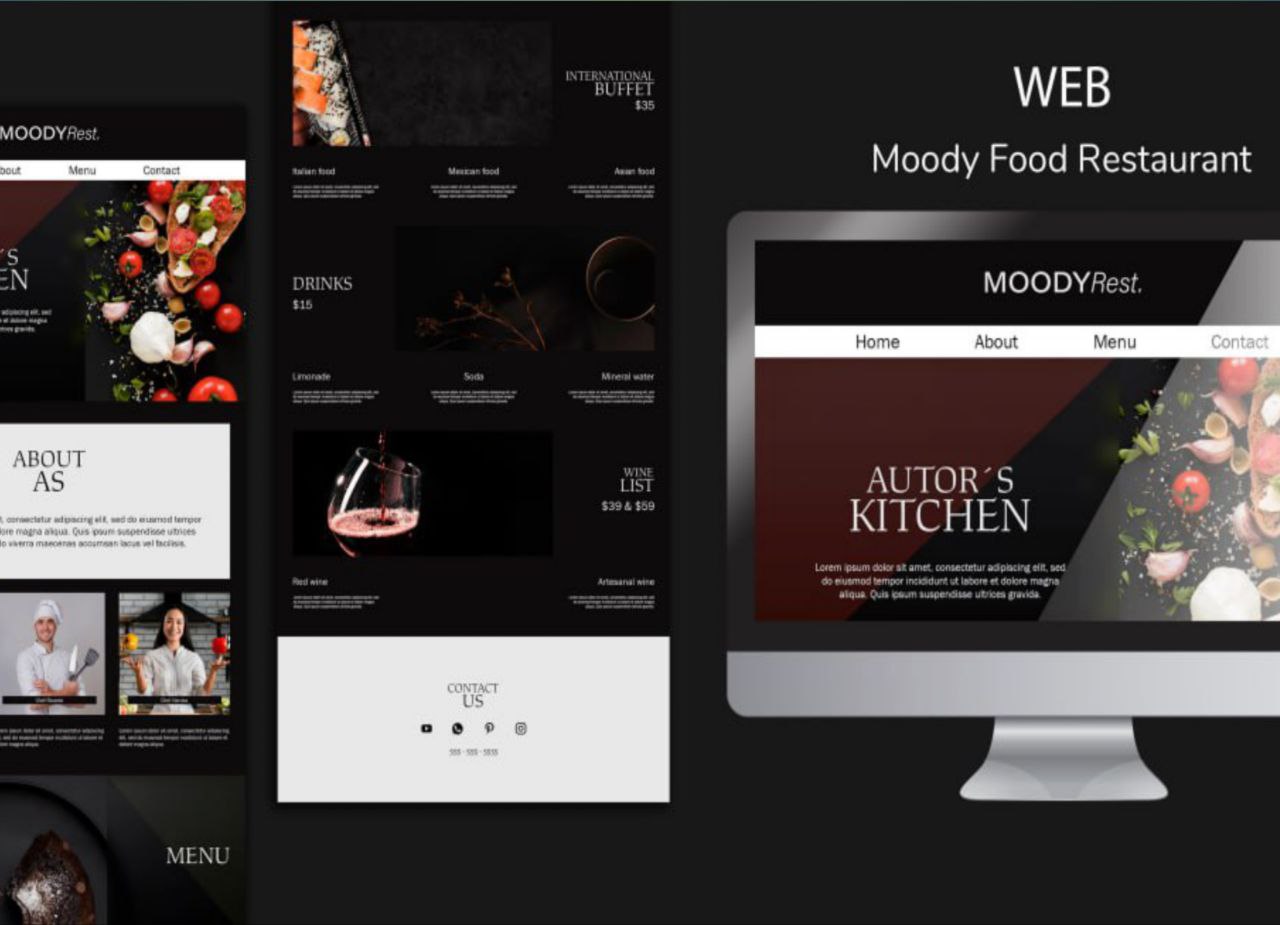 MOODYRest.
bout
Menu
Contact
´S
EN
adipiscing elit, sed
et dolore magna
trices gravida.
ABOUT
AS
t, consectetur adipiscing elit, sed do eiusmod tempor
lore magna aliqua. Quis ipsum suspendisse ultrices
do viverra maecenas accumsan lacus vel facilisis.
MENU
INTERNATIONAL
BUFFET
$35
Italian food
Mexican food
Asian food
DRINKS
$15
Limonade
Soda
Mineral water
WINE
LIST
$39 & $59
Red wine
Artesanal wine
CONTACT
US
555 - 555 - 5555
WEB
Moody Food Restaurant
MOODYRest.
Home
About
Menu
Contact
AUTOR´S
KITCHEN
Lorem ipsum dolor sit amet, consectetur adipiscing elit, sed
do eiusmod tempor incididunt ut labore et dolore magna
aliqua. Quis ipsum suspendisse ultrices gravida.